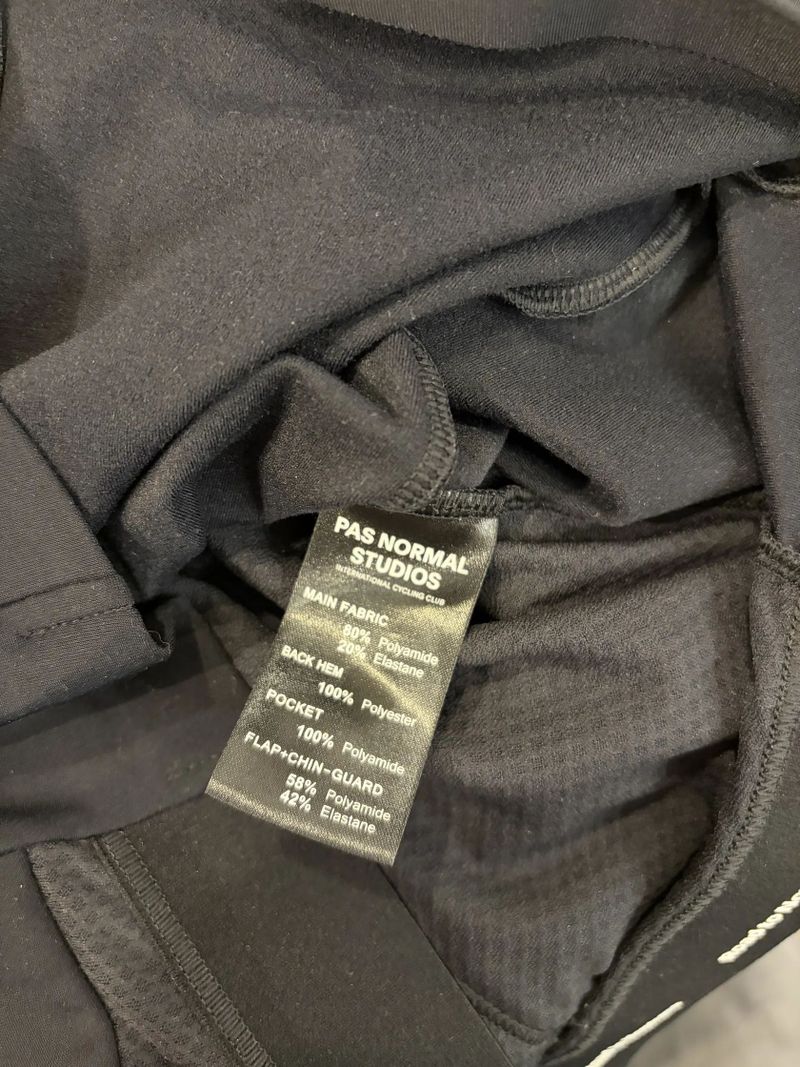 PAS NORMAL
STUDIOS
INTERNATIONAL CYCLING CLUB
MAIN FABRIC
80% Polyamide
20% Elastane
BACK HEM
100% Polyester
POCKET
100% Polyamide
FLAP+CHIN-GUARD
58% Polyamide
42% Elastane